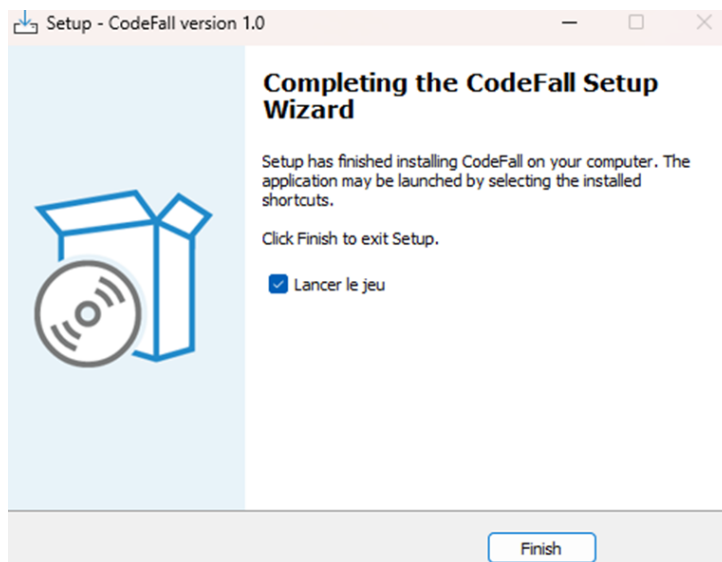 Setup - CodeFall version 1.0
Completing the CodeFall Setup
Wizard
Setup has finished installing CodeFall on your computer. The
application may be launched by selecting the installed
shortcuts.
Click Finish to exit Setup.
Lancer le jeu
Finish